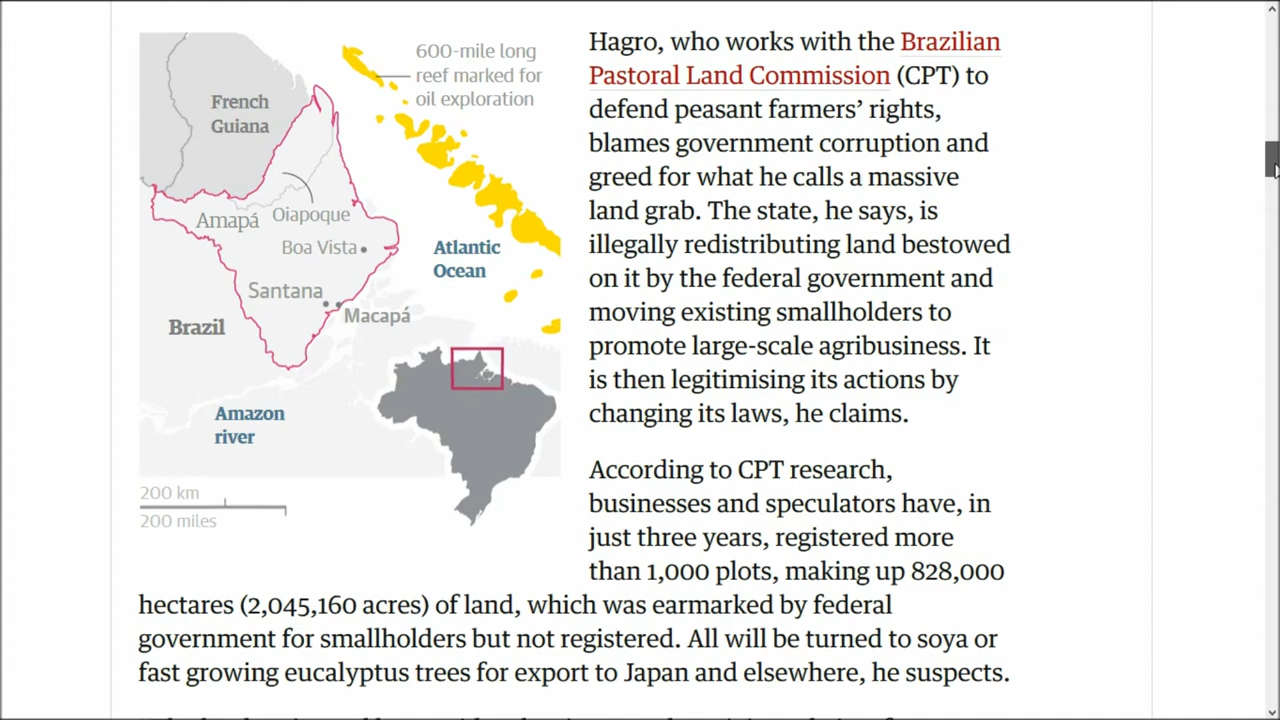 600-mile long
reef marked for
oil exploration
French
Guiana
Amapá
Oiapoque
Boa Vista
Atlantic
Ocean
Santana
Macapá
Brazil
Amazon
river
200 km
200 miles
Hagro, who works with the Brazilian
Pastoral Land Commission (CPT) to
defend peasant farmers’ rights,
blames government corruption and
greed for what he calls a massive
land grab. The state, he says, is
illegally redistributing land bestowed
on it by the federal government and
moving existing smallholders to
promote large-scale agribusiness. It
is then legitimising its actions by
changing its laws, he claims.
According to CPT research,
businesses and speculators have, in
just three years, registered more
than 1,000 plots, making up 828,000
hectares (2,045,160 acres) of land, which was earmarked by federal
government for smallholders but not registered. All will be turned to soya or
fast growing eucalyptus trees for export to Japan and elsewhere, he suspects.